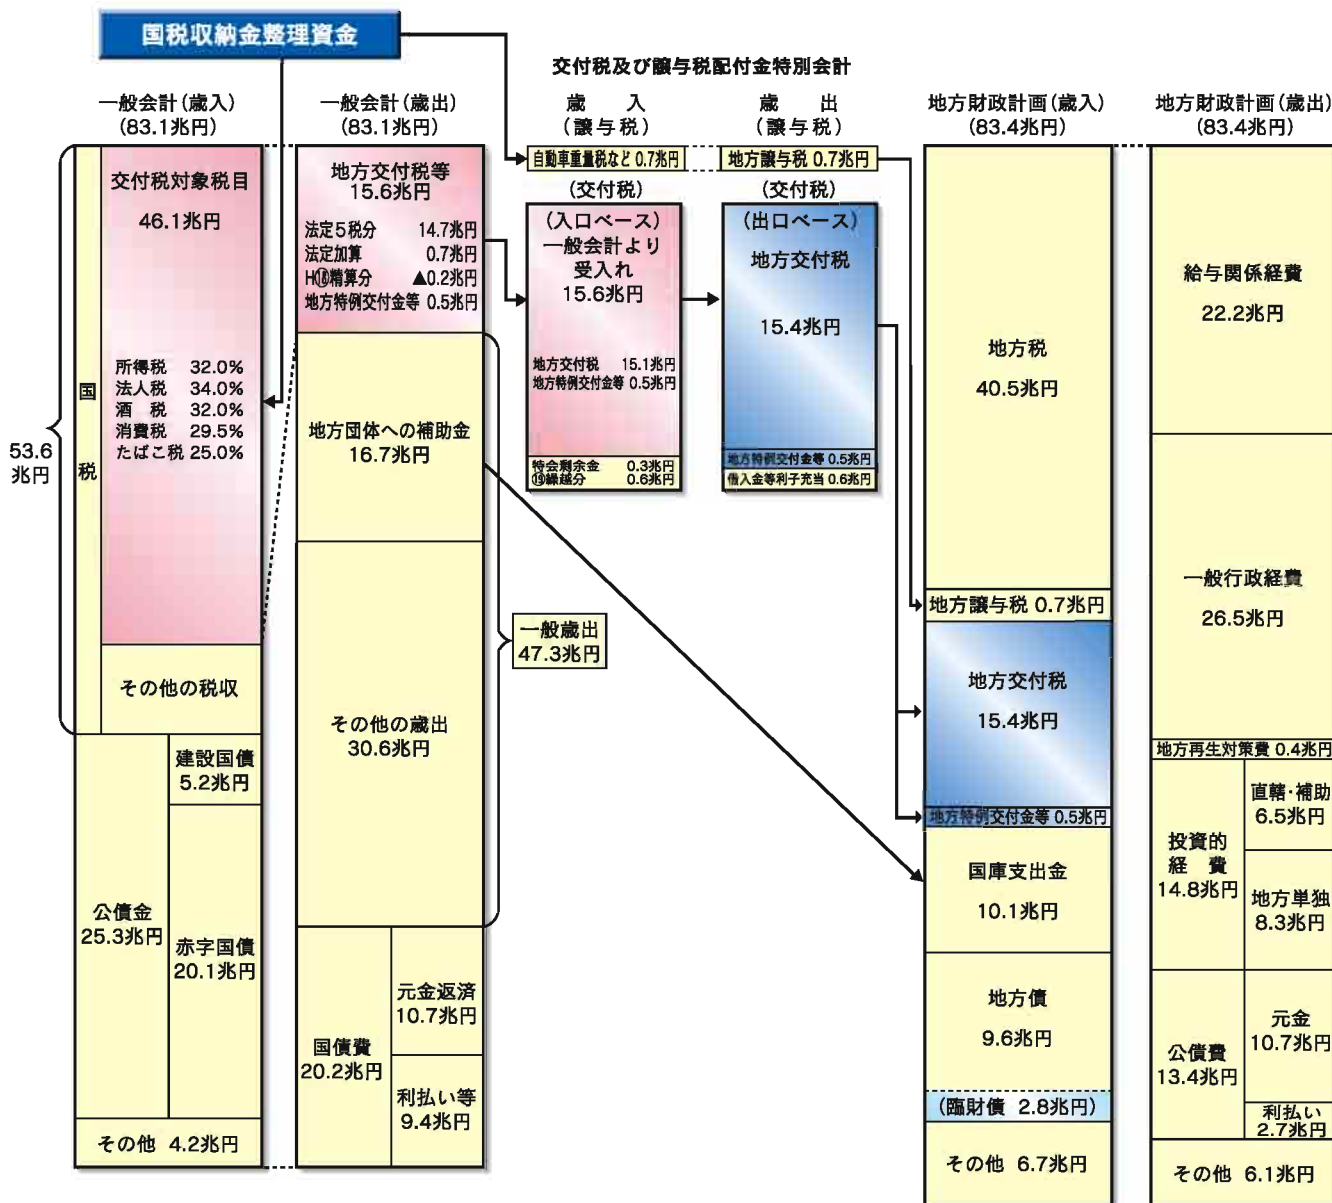 国税収納金整理資金
交付税及び譲与税配付金特別会計
一般会計(歳入)
(83.1兆円)
一般会計(歳出)
(83.1兆円)
歳 入
(譲与税)
歳 出
(譲与税)
地方財政計画(歳入)
(83.4兆円)
地方財政計画(歳出)
(83.4兆円)
53.6
兆円
国
税
交付税対象税目
46.1兆円
所得税 32.0%
法人税 34.0%
酒 税 32.0%
消費税 29.5%
たばこ税 25.0%
その他の税収
公債金
25.3兆円
建設国債
5.2兆円
赤字国債
20.1兆円
その他 4.2兆円
地方交付税等
15.6兆円
法定5税分 14.7兆円
法定加算 0.7兆円
H⑱精算分 ▲0.2兆円
地方特例交付金等 0.5兆円
地方団体への補助金
16.7兆円
その他の歳出
30.6兆円
一般歳出
47.3兆円
国債費
20.2兆円
元金返済
10.7兆円
利払い等
9.4兆円
自動車重量税など 0.7兆円
(交付税)
(入口ベース)
一般会計より
受入れ
15.6兆円
地方交付税 15.1兆円
地方特例交付金等 0.5兆円
特会剰余金 0.3兆円
⑲繰越分 0.6兆円
地方譲与税 0.7兆円
(交付税)
(出口ベース)
地方交付税
15.4兆円
地方特例交付金等 0.5兆円
借入金等利子充当 0.6兆円
地方税
40.5兆円
地方譲与税 0.7兆円
地方交付税
15.4兆円
地方特例交付金等 0.5兆円
国庫支出金
10.1兆円
地方債
9.6兆円
(臨財債 2.8兆円)
その他 6.7兆円
給与関係経費
22.2兆円
一般行政経費
26.5兆円
地方再生対策費 0.4兆円
投資的
経 費
14.8兆円
直轄・補助
6.5兆円
地方単独
8.3兆円
公債費
13.4兆円
元金
10.7兆円
利払い
2.7兆円
その他 6.1兆円